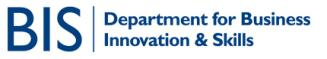 BIS | Department for Business
Innovation & Skills